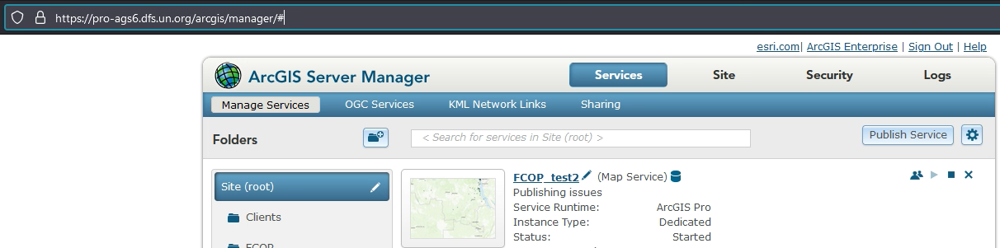 https://pro-ags6.dfs.un.org/arcgis/manager/#
esri.com| ArcGIS Enterprise | Sign Out | Help
ArcGIS Server Manager
Services Site Security Logs
Manage Services OGC Services KML Network Links Sharing
Folders
< Search for services in Site (root) >
Publish Service
Site (root)
Clients
FCOP
FCOP_test2 (Map Service)
Publishing issues
Service Runtime: ArcGIS Pro
Instance Type: Dedicated
Status: Started